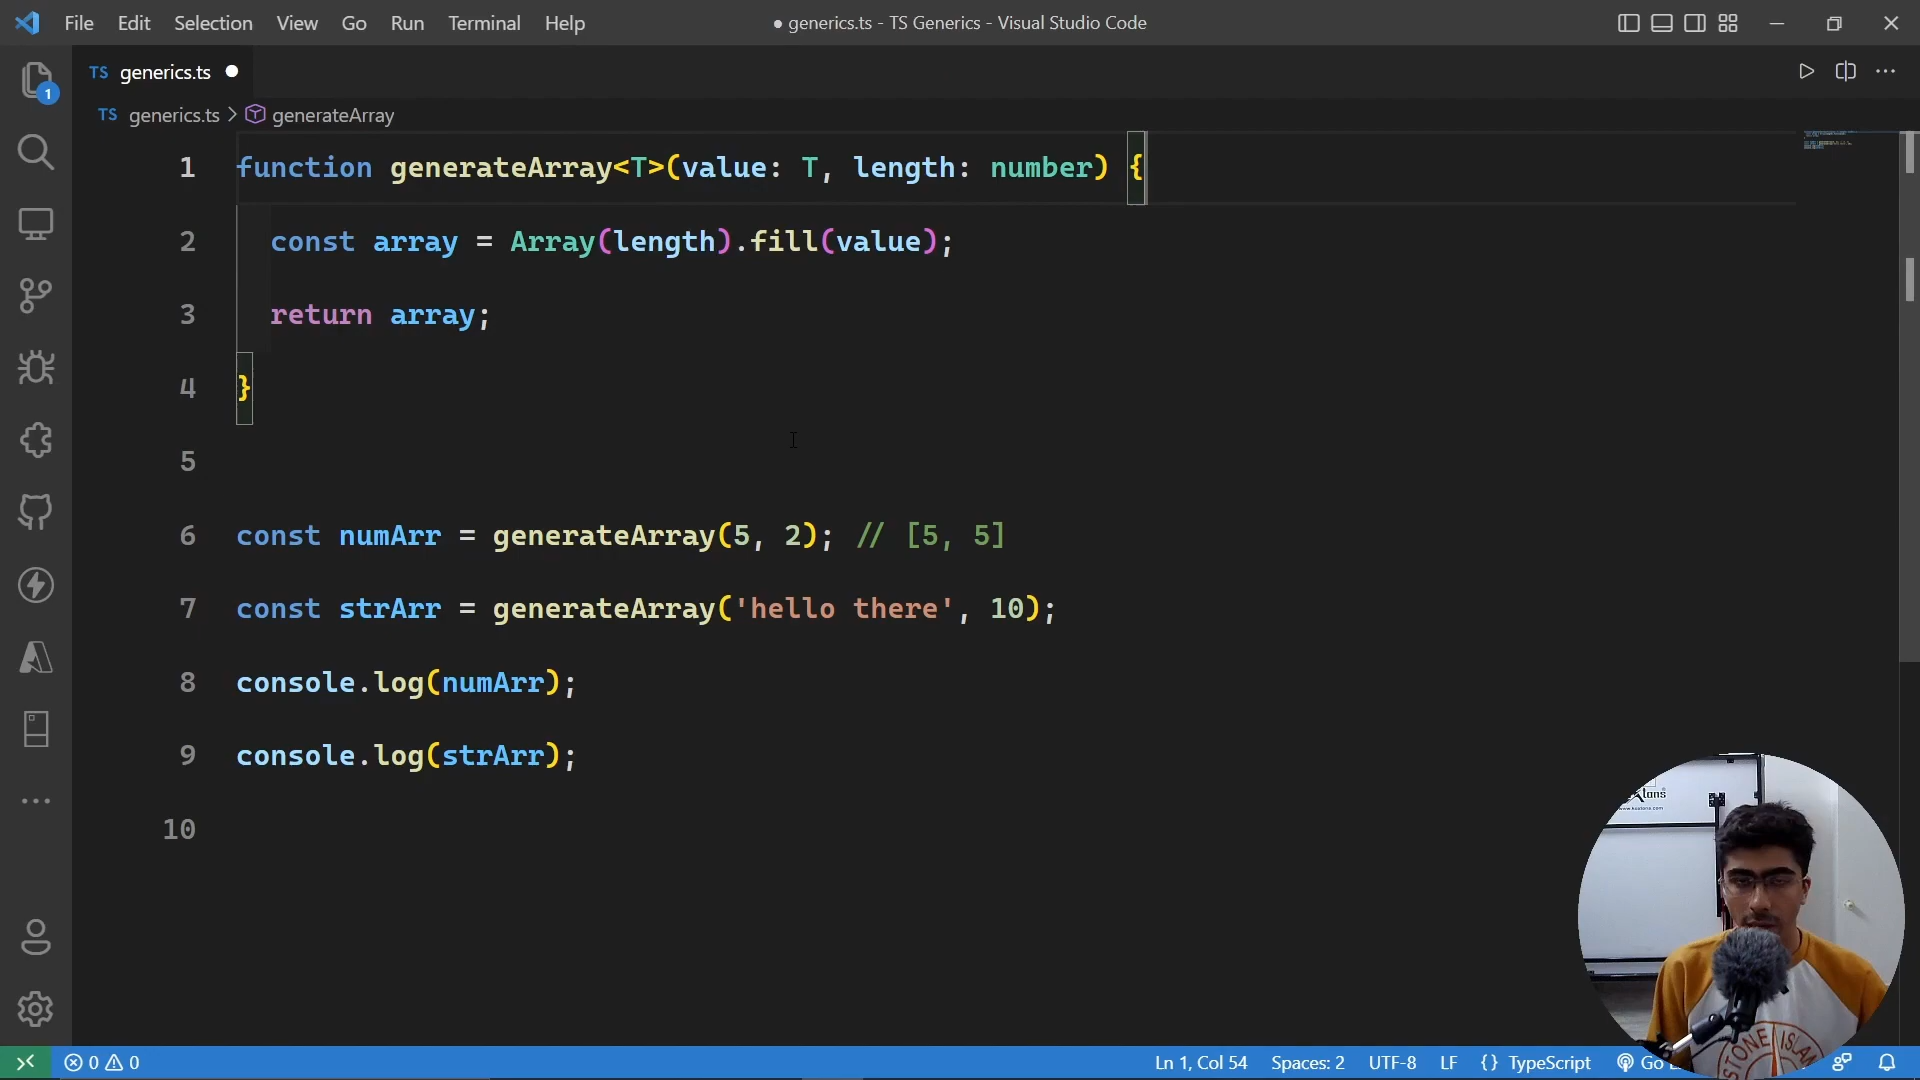 File Edit Selection View Go Run Terminal Help
● generics.ts - TS Generics - Visual Studio Code
TS generics.ts ●
1
TS generics.ts > generateArray
1 function generateArray<T>(value: T, length: number) {
2 const array = Array(length).fill(value);
3 return array;
4 }
5
6 const numArr = generateArray(5, 2); // [5, 5]
7 const strArr = generateArray('hello there', 10);
8 console.log(numArr);
9 console.log(strArr);
10
STONE ISLA
0 0
Ln 1, Col 54 Spaces: 2 UTF-8 LF {} TypeScript Go